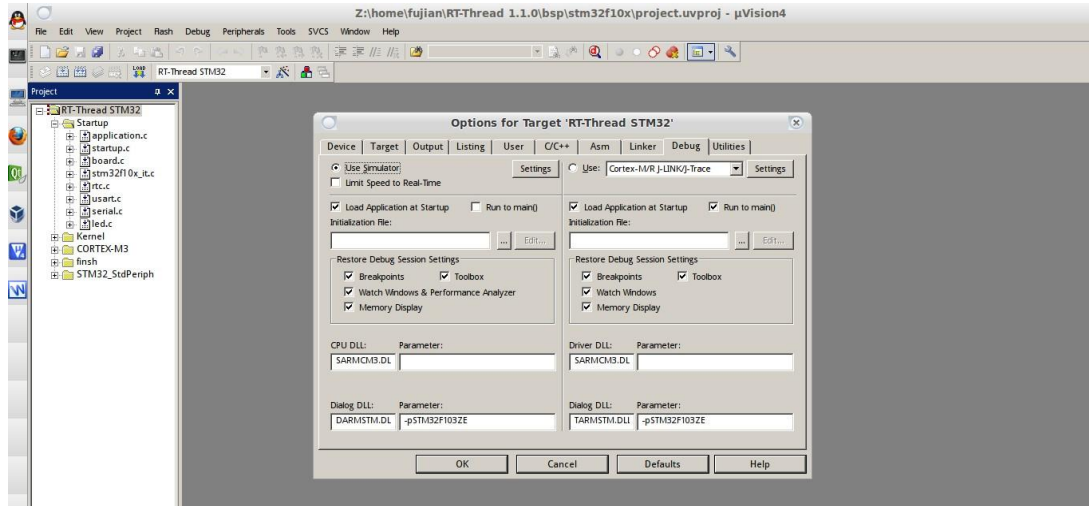 Z:\home\fujian\RT-Thread 1.1.0\bsp\stm32f10x\project.uvproj - µVision4
File Edit View Project Flash Debug Peripherals Tools SVCS Window Help
LOAD RT-Thread STM32
Project
RT-Thread STM32
Startup
application.c
startup.c
board.c
stm32f10x_it.c
rtc.c
usart.c
serial.c
led.c
Kernel
CORTEX-M3
finsh
STM32_StdPeriph
Options for Target 'RT-Thread STM32'
Device Target Output Listing User C/C++ Asm Linker Debug Utilities
Use Simulator Settings Use: Cortex-M/R J-LINK/J-Trace Settings
Limit Speed to Real-Time
Load Application at Startup Run to main() Load Application at Startup Run to main()
Initialization File: Initialization File:
... Edit... ... Edit...
Restore Debug Session Settings Restore Debug Session Settings
Breakpoints Toolbox Breakpoints Toolbox
Watch Windows & Performance Analyzer Watch Windows
Memory Display Memory Display
CPU DLL: Parameter: Driver DLL: Parameter:
SARMCM3.DL SARMCM3.DL
Dialog DLL: Parameter: Dialog DLL: Parameter:
DARMSTM.DL -pSTM32F103ZE TARMSTM.DLL -pSTM32F103ZE
OK Cancel Defaults Help